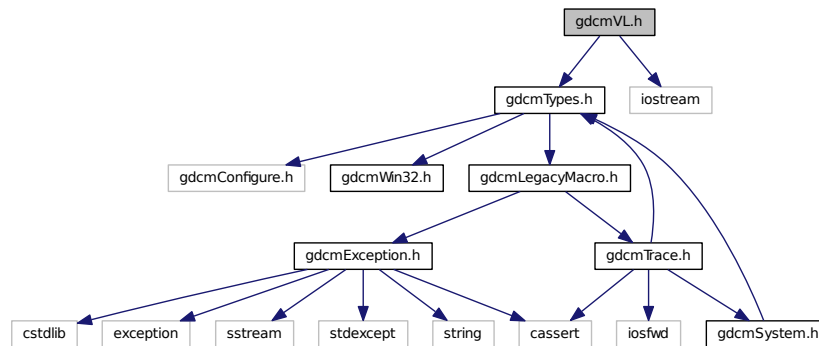 gdcmVL.h
gdcmTypes.h
iostream
gdcmConfigure.h
gdcmWin32.h
gdcmLegacyMacro.h
gdcmException.h
gdcmTrace.h
cstdlib
exception
sstream
stdexcept
string
cassert
iosfwd
gdcmSystem.h